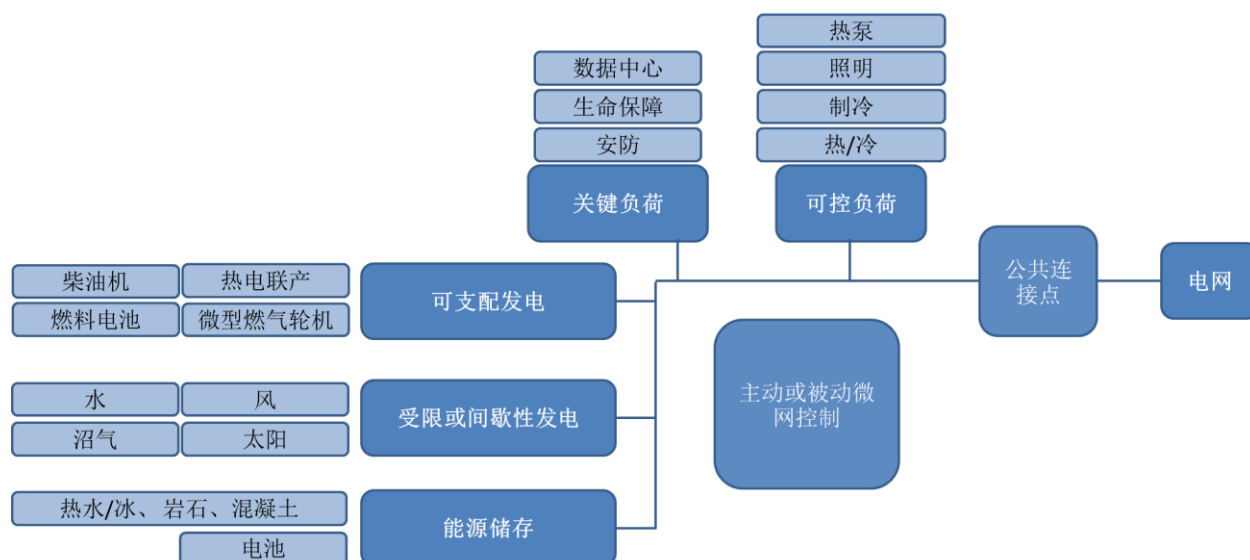 热泵
数据中心
照明
生命保障
制冷
安防
热/冷
关键负荷
可控负荷
公共连
接点
电网
柴油机
热电联产
可支配发电
燃料电池
微型燃气轮机
主动或被动微
网控制
水
风
受限或间歇性发电
沼气
太阳
热水/冰、岩石、混凝土
能源储存
电池